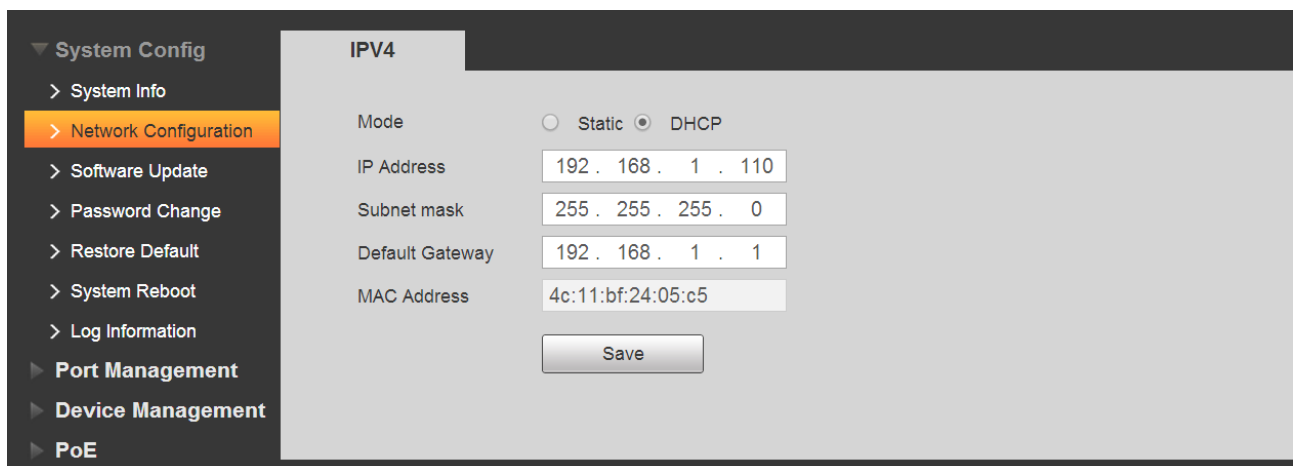 System Config
System Info
Network Configuration
Software Update
Password Change
Restore Default
System Reboot
Log Information
Port Management
Device Management
PoE
IPV4
Mode Static DHCP
IP Address 192 . 168 . 1 . 110
Subnet mask 255 . 255 . 255 . 0
Default Gateway 192 . 168 . 1 . 1
MAC Address 4c:11:bf:24:05:c5
Save